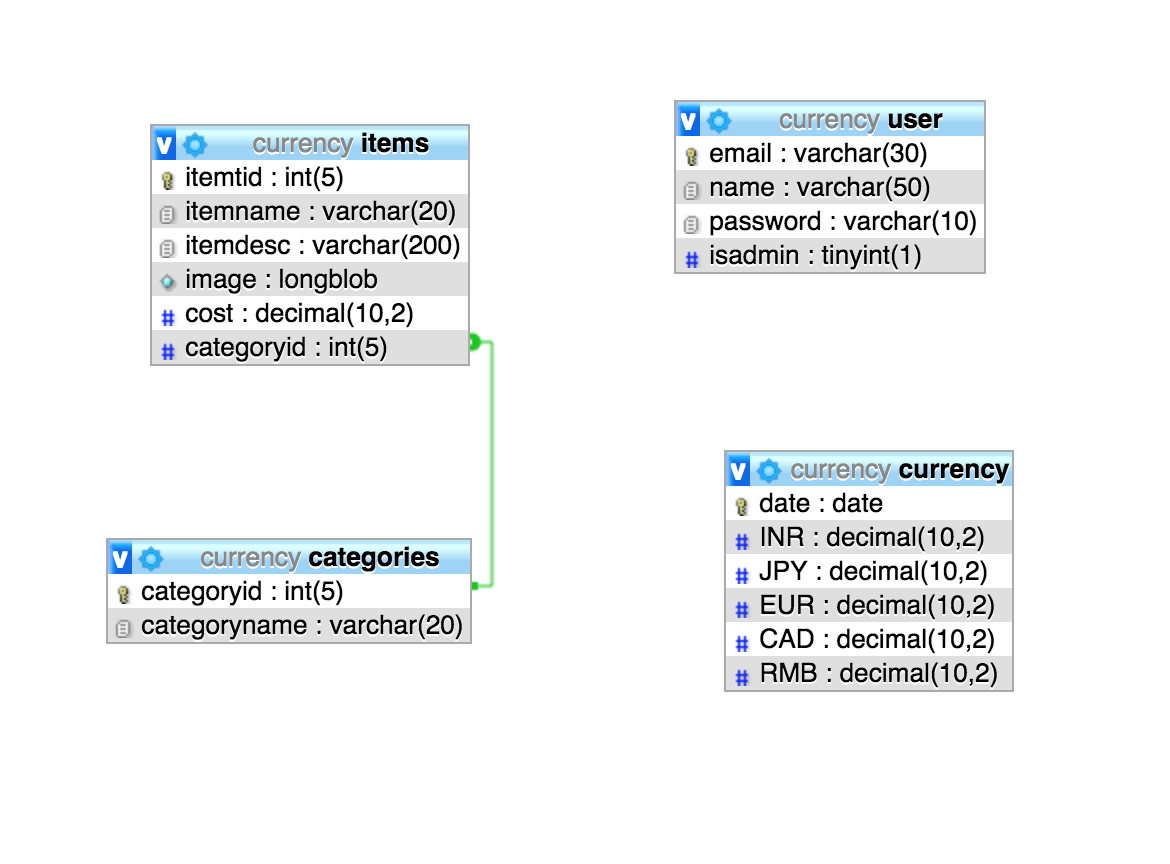 v currency items
itemtid : int(5)
itemname : varchar(20)
itemdesc : varchar(200)
image : longblob
# cost : decimal(10,2)
# categoryid : int(5)
v currency categories
categoryid : int(5)
categoryname : varchar(20)
v currency user
email : varchar(30)
name : varchar(50)
password : varchar(10)
# isadmin : tinyint(1)
v currency currency
date : date
# INR : decimal(10,2)
# JPY : decimal(10,2)
# EUR : decimal(10,2)
# CAD : decimal(10,2)
# RMB : decimal(10,2)